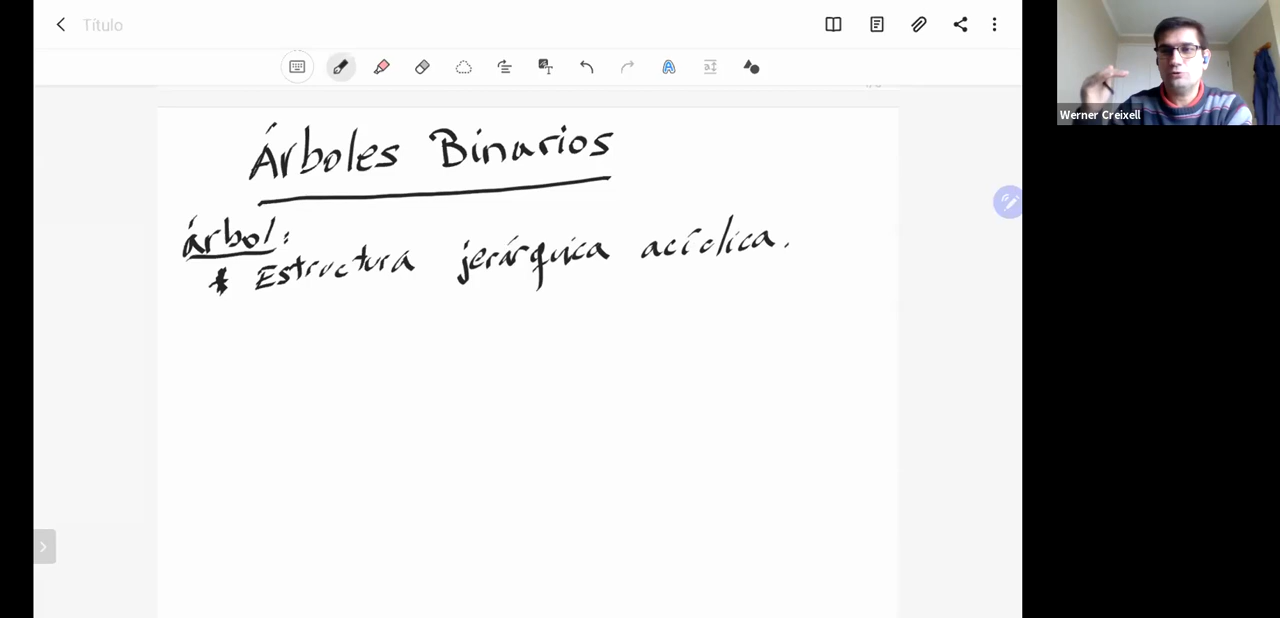 Título
Árboles Binarios
árbol:
* Estructura jerárquica acíclica.
Werner Creixell